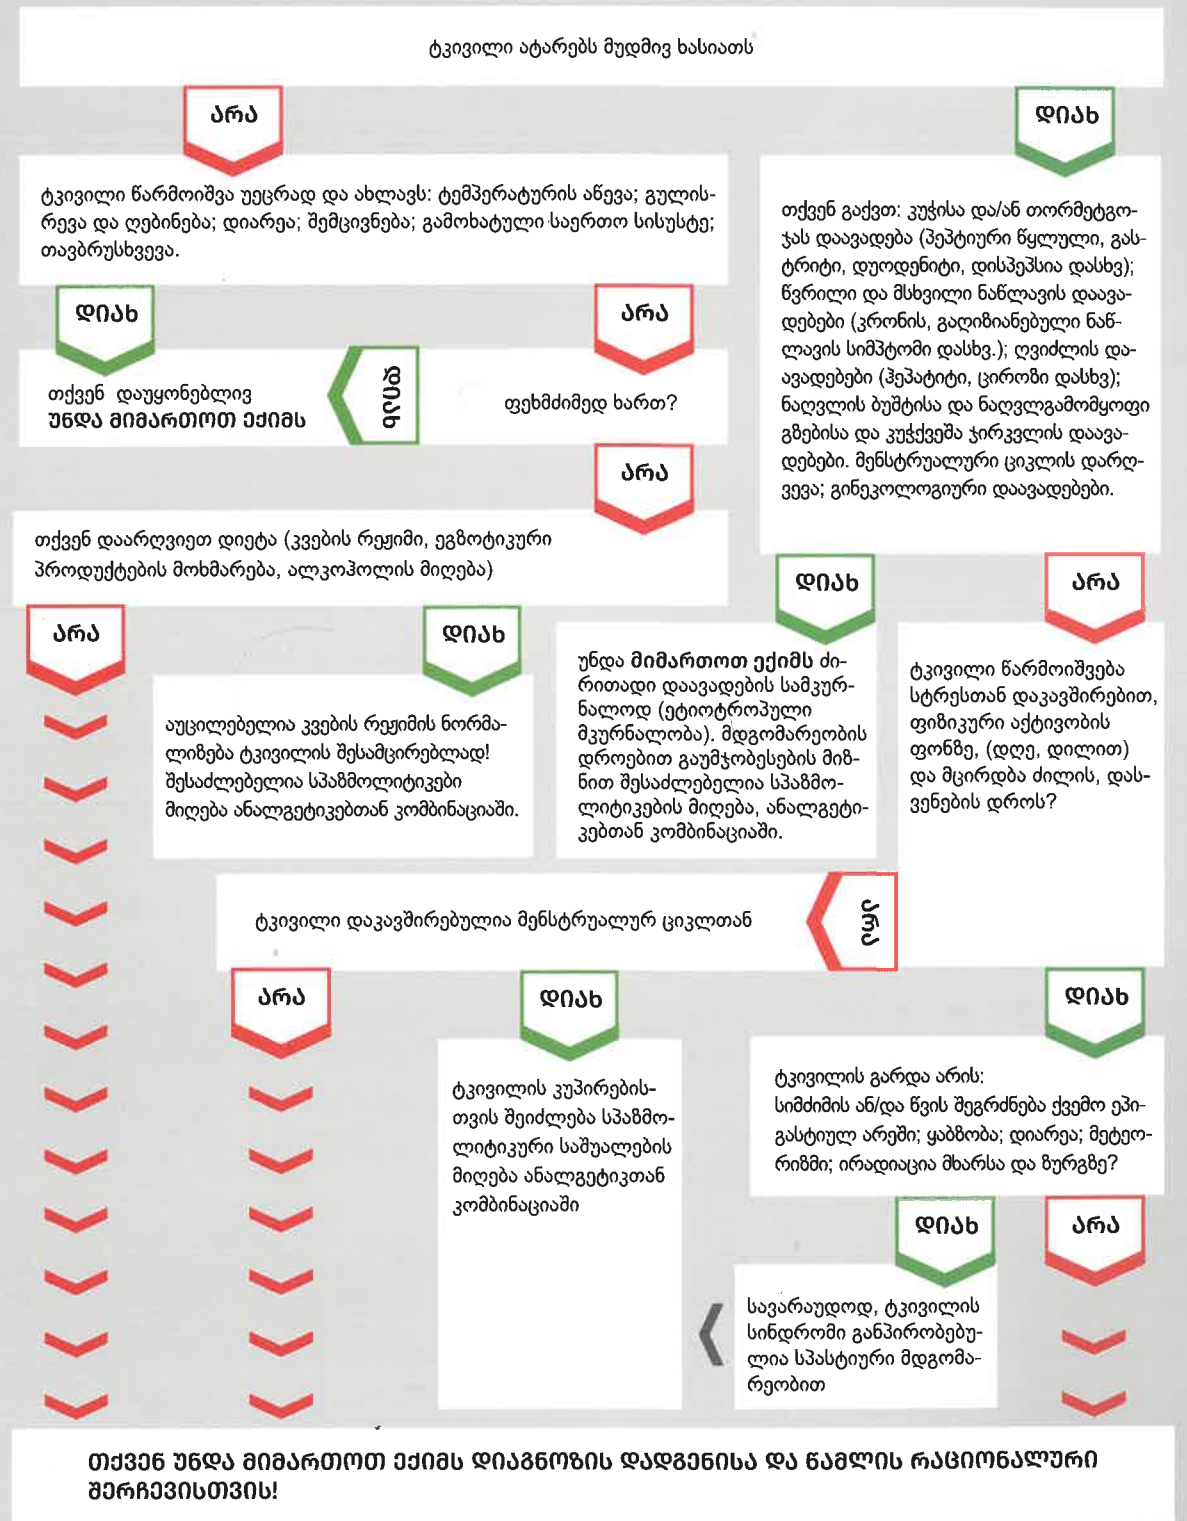 ტკივილი ატარებს მუდმივ ხასიათს
არა
დიახ
ტკივილი წარმოიშვა უეცრად და ახლავს: ტემპერატურის აწევა; გულის-
რევა და ღებინება; დიარეა; შემცივნება; გამოხატული საერთო სისუსტე;
თავბრუსხვევა.
დიახ
არა
თქვენ დაუყონებლივ
უნდა მიმართოთ ექიმს
დიახ
ფეხმძიმედ ხართ?
არა
თქვენ დაარღვიეთ დიეტა (კვების რეჟიმი, ეგზოტიკური
პროდუქტების მოხმარება, ალკოჰოლის მიღება)
არა
დიახ
აუცილებელია კვების რეჟიმის ნორმა-
ლიზება ტკივილის შესამცირებლად!
შესაძლებელია სპაზმოლიტიკები
მიღება ანალგეტიკებთან კომბინაციაში.
თქვენ გაქვთ: კუჭისა და/ან თორმეტგო-
ჯას დაავადება (პეპტიური წყლული, გას-
ტრიტი, დუოდენიტი, დისპეპსია დასხვ);
წვრილი და მსხვილი ნაწლავის დაავა-
დებები (კრონის, გაღიზიანებული ნაწ-
ლავის სიმპტომი დასხვ.); ღვიძლის და-
ავადებები (ჰეპატიტი, ციროზი დასხვ);
ნაღვლის ბუშტისა და ნაღვლგამომყოფი
გზებისა და კუჭქვეშა ჯირკვლის დაავა-
დებები. მენსტრუალური ციკლის დარღ-
ვევა; გინეკოლოგიური დაავადებები.
დიახ
არა
უნდა მიმართოთ ექიმს ძი-
რითადი დაავადების სამკურ-
ნალოდ (ეტიოტროპული
მკურნალობა). მდგომარეობის
დროებით გაუმჯობესების მიზ-
ნით შესაძლებელია სპაზმო-
ლიტიკების მიღება, ანალგეტი-
კებთან კომბინაციაში.
ტკივილი წარმოიშვება
სტრესთან დაკავშირებით,
ფიზიკური აქტივობის
ფონზე, (დღე, დილით)
და მცირდბა ძილის, დას-
ვენების დროს?
არა
ტკივილი დაკავშირებულია მენსტრუალურ ციკლთან
არა
დიახ
დიახ
ტკივილის კუპირების-
თვის შეიძლება სპაზმო-
ლიტიკური საშუალების
მიღება ანალგეტიკთან
კომბინაციაში
ტკივილის გარდა არის:
სიმძიმის ან/და წვის შეგრძნება ქვემო ეპი-
გასტიულ არეში; ყაბზობა; დიარეა; მეტეო-
რიზმი; ირადიაცია მხარსა და ზურგზე?
დიახ
არა
სავარაუდოდ, ტკივილის
სინდრომი განპირობებუ-
ლია სპასტიური მდგომა-
რეობით
თქვენ უნდა მიმართოთ ექიმს დიაგნოზის დადგენისა და წამლის რაციონალური
შერჩევისთვის!